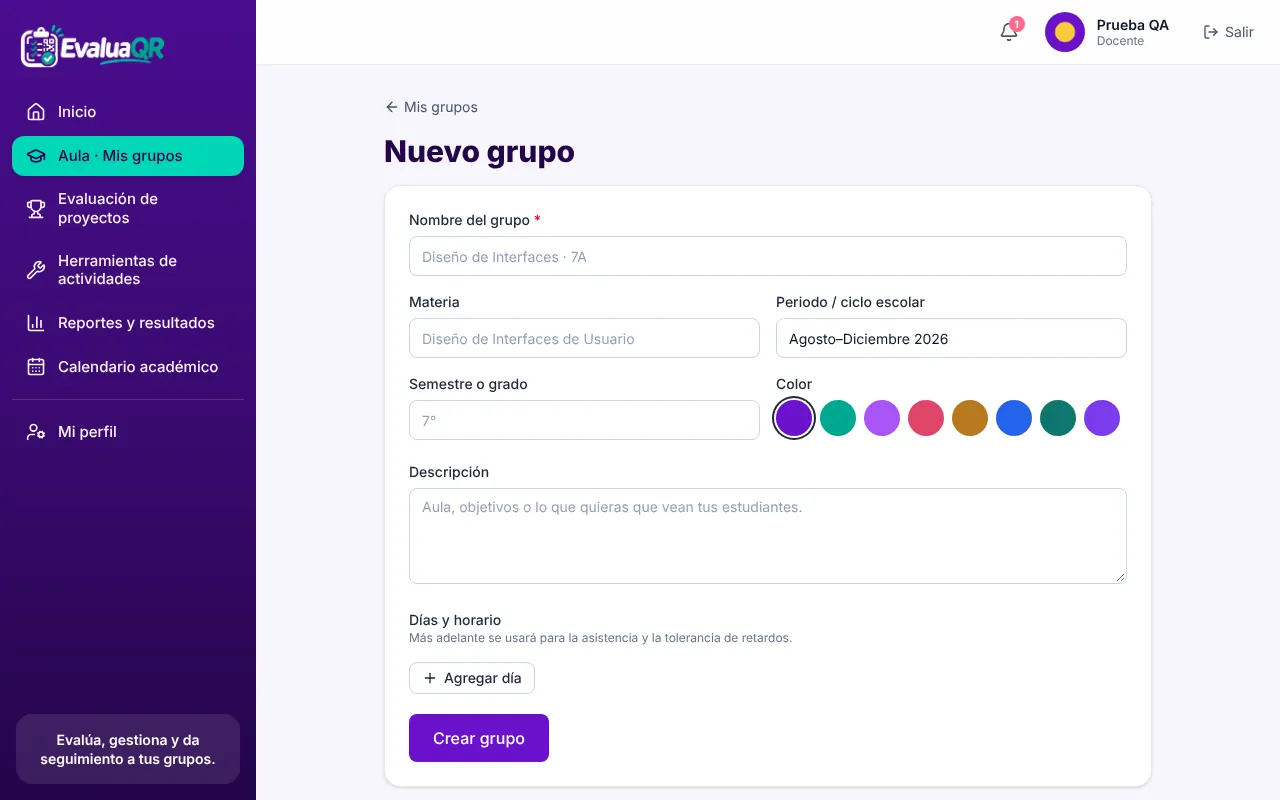 EvaluaQR
1
Prueba QA
Docente
Salir
Inicio
Aula · Mis grupos
Evaluación de
proyectos
Herramientas de
actividades
Reportes y resultados
Calendario académico
Mi perfil
Evalúa, gestiona y da
seguimiento a tus grupos.
Mis grupos
Nuevo grupo
Nombre del grupo *
Diseño de Interfaces · 7A
Materia
Periodo / ciclo escolar
Diseño de Interfaces de Usuario
Agosto–Diciembre 2026
Semestre o grado
Color
7°
Descripción
Aula, objetivos o lo que quieras que vean tus estudiantes.
Días y horario
Más adelante se usará para la asistencia y la tolerancia de retardos.
+ Agregar día
Crear grupo